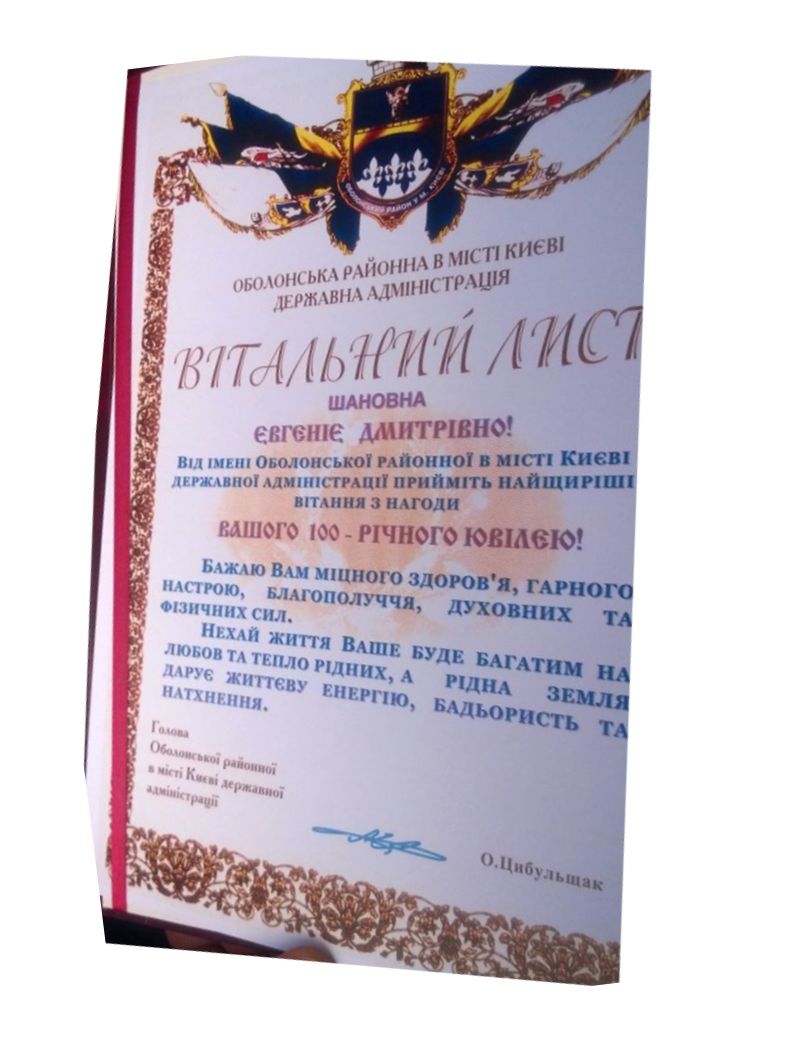 ОБОЛОНСЬКИЙ РАЙОН У М. КИЄВІ
ОБОЛОНСЬКА РАЙОННА В МІСТІ КИЄВІ
ДЕРЖАВНА АДМІНІСТРАЦІЯ
ВІТАЛЬНИЙ ЛИСТ
ШАНОВНА
ЄВГЕНІЄ ДМИТРІВНО!
ВІД ІМЕНІ ОБОЛОНСЬКОЇ РАЙОННОЇ В МІСТІ КИЄВІ
ДЕРЖАВНОЇ АДМІНІСТРАЦІЇ ПРИЙМІТЬ НАЙЩИРІШІ
ВІТАННЯ З НАГОДИ
ВАШОГО 100 - РІЧНОГО ЮВІЛЕЮ!
БАЖАЮ ВАМ МІЦНОГО ЗДОРОВ'Я, ГАРНОГО
НАСТРОЮ, БЛАГОПОЛУЧЧЯ, ДУХОВНИХ ТА
ФІЗИЧНИХ СИЛ.
НЕХАЙ ЖИТТЯ ВАШЕ БУДЕ БАГАТИМ НА
ЛЮБОВ ТА ТЕПЛО РІДНИХ, А РІДНА ЗЕМЛЯ
ДАРУЄ ЖИТТЄВУ ЕНЕРГІЮ, БАДЬОРИСТЬ ТА
НАТХНЕННЯ.
Голова
Оболонської районної
в місті Києві державної
адміністрації
О.Цибульщак